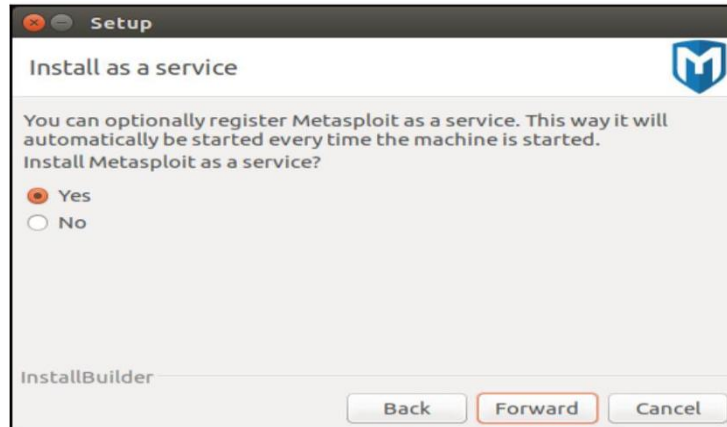 Setup
Install as a service
You can optionally register Metasploit as a service. This way it will
automatically be started every time the machine is started.
Install Metasploit as a service?
Yes
No
InstallBuilder
Back Forward Cancel